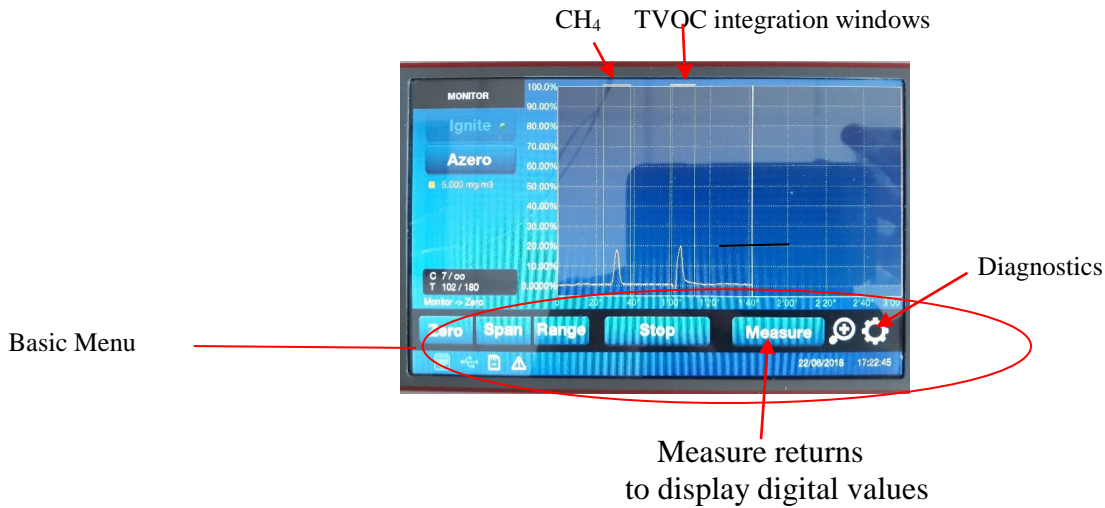 CH₄ TVOC integration windows
MONITOR
Ignite
Azero
5.000 mg/m3
100.0%
90.00%
80.00%
70.00%
60.00%
50.00%
40.00%
30.00%
20.00%
10.00%
0.0000%
C 7/oo
T 102/180
Monitor -> Zero
0 20" 40" 1'00" 1'20" 1'40" 2'00" 2'20" 2'40" 3'00"
Diagnostics
Basic Menu
Zero Span Range Stop Measure
22/06/2018 17:22:45
Measure returns
to display digital values